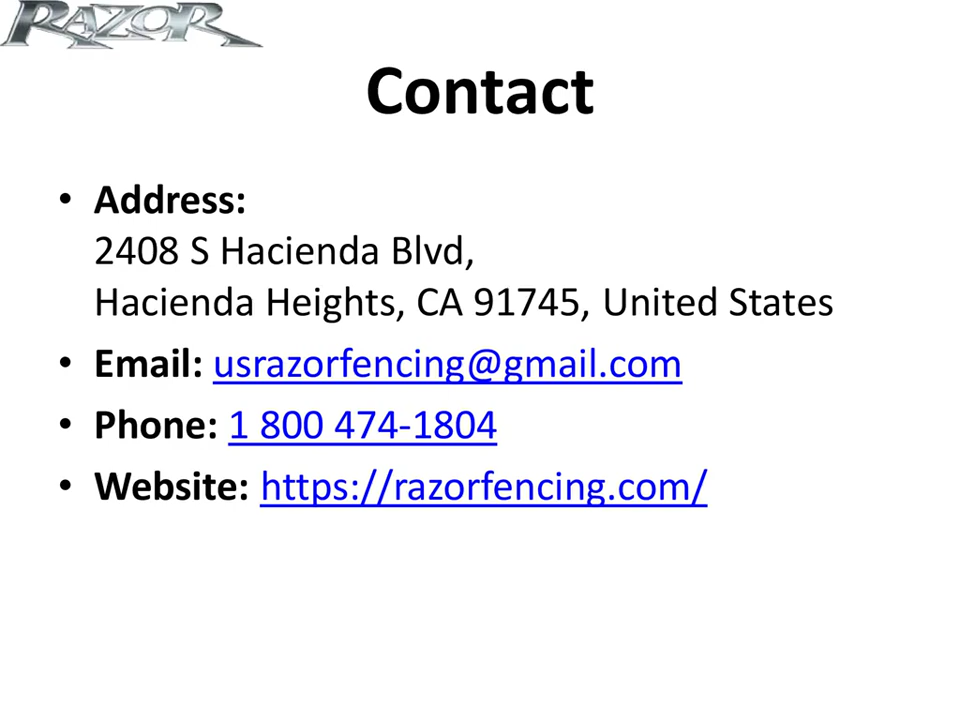 RAZOR
Contact
• Address:
2408 S Hacienda Blvd,
Hacienda Heights, CA 91745, United States
• Email: usrazorfencing@gmail.com
• Phone: 1 800 474-1804
• Website: https://razorfencing.com/